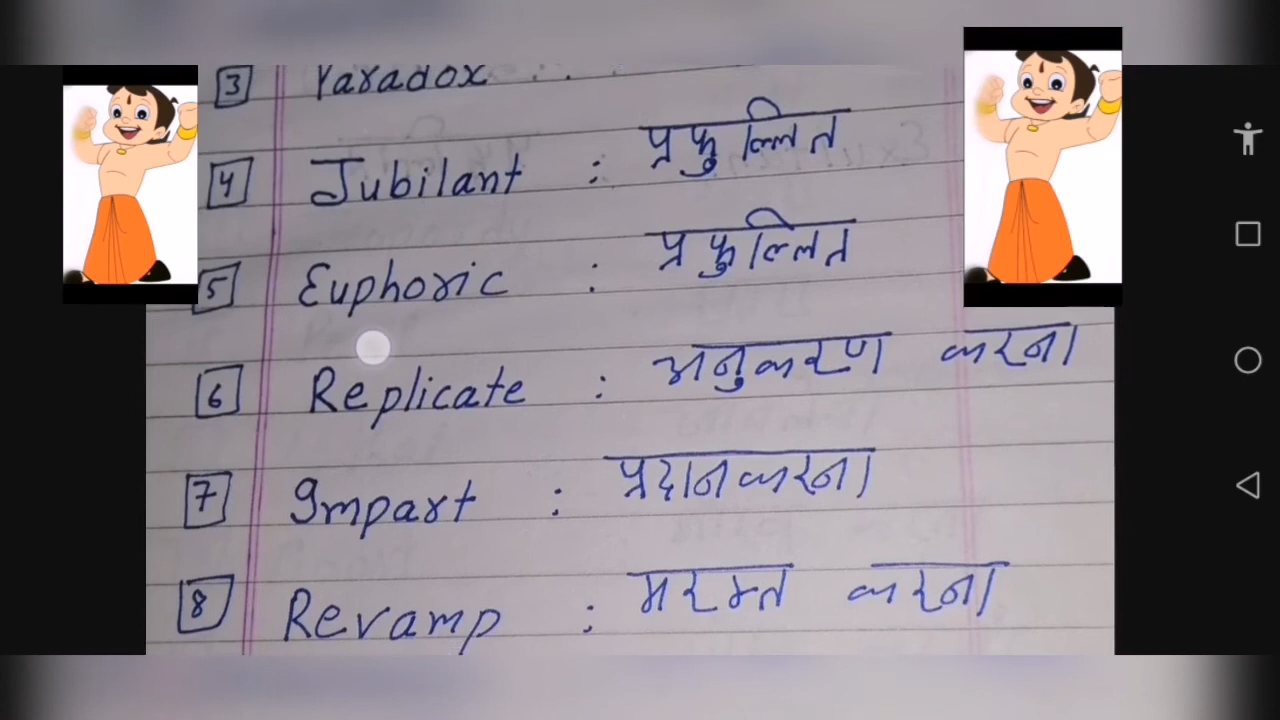 3 Paradox . . .
4 Jubilant : प्रफुल्लित
5 Euphoric : प्रफुल्लित
6 Replicate : अनुकरण करना
7 Impart : प्रदान करना
8 Revamp : मरम्त करना